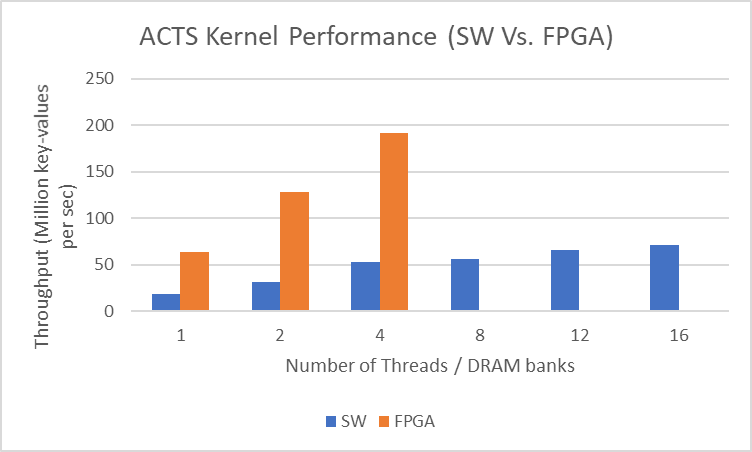 ACTS Kernel Performance (SW Vs. FPGA)
Throughput (Million key-values
per sec)
250
200
150
100
50
0
1 2 4 8 12 16
Number of Threads / DRAM banks
SW FPGA